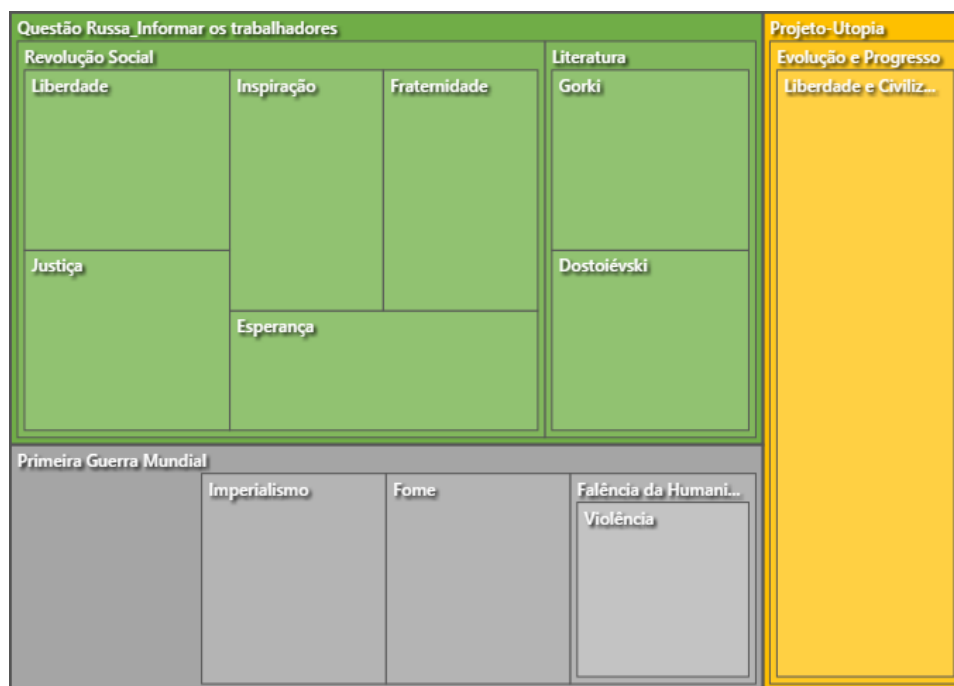 Questão Russa_Informar os trabalhadores
Revolução Social
Liberdade
Inspiração
Fraternidade
Justiça
Esperança
Literatura
Gorki
Dostoiévski
Projeto-Utopia
Evolução e Progresso
Liberdade e Civiliz...
Primeira Guerra Mundial
Imperialismo
Fome
Falência da Humani...
Violência